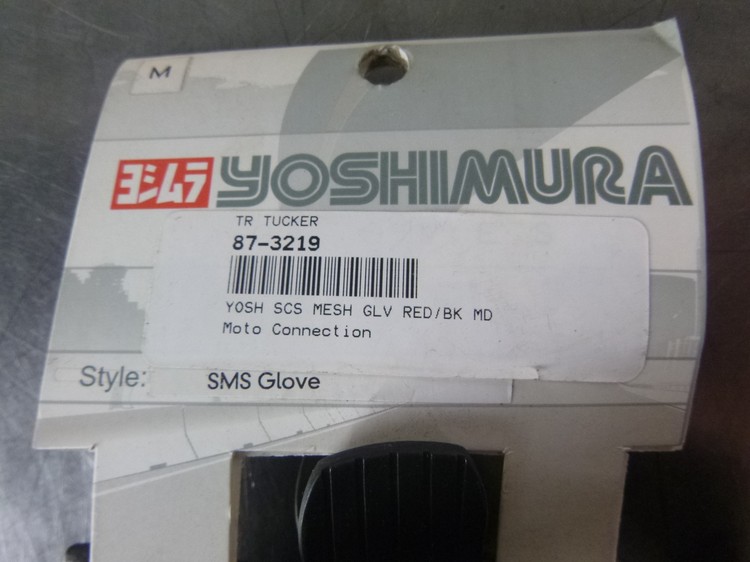 M
ヨシムラ YOSHIMURA
TR TUCKER
87-3219
YOSH SCS MESH GLV RED/BK MD
Moto Connection
Style: SMS Glove